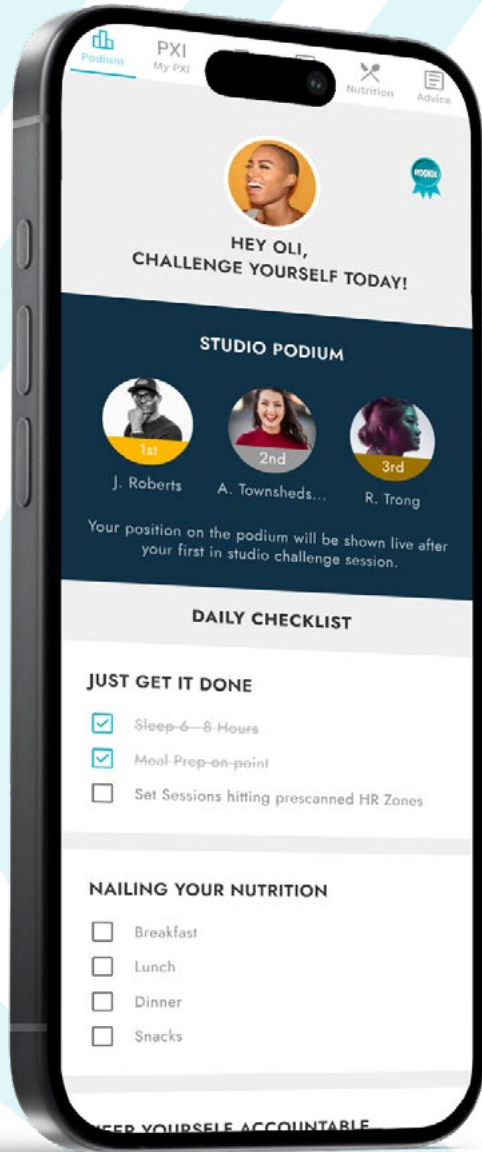 PXI
Podium
My PXI
Nutrition
Advice
ROOKIE
HEY OLI,
CHALLENGE YOURSELF TODAY!
STUDIO PODIUM
1st
2nd
3rd
J. Roberts
A. Townsheds...
R. Trong
Your position on the podium will be shown live after
your first in studio challenge session.
DAILY CHECKLIST
JUST GET IT DONE
Sleep 6 - 8 Hours
Meal Prep on point
Set Sessions hitting prescanned HR Zones
NAILING YOUR NUTRITION
Breakfast
Lunch
Dinner
Snacks
YOURSELF ACCOUNTABLE